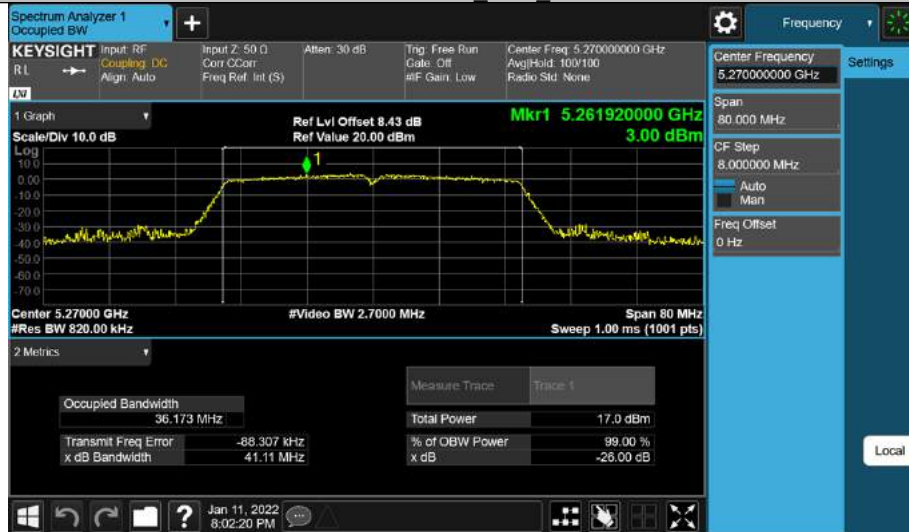 Spectrum Analyzer 1
Occupied BW
Frequency
KEYSIGHT
RL
LXI
Input: RF
Coupling: DC
Align: Auto
Input Z: 50 Ω
Corr CCorr
Freq Ref: Int (S)
Atten: 30 dB
Trig: Free Run
Gate: Off
#IF Gain: Low
Center Freq: 5.270000000 GHz
Avg|Hold: 100/100
Radio Std: None
Center Frequency
5.270000000 GHz
Settings
Span
80.000 MHz
CF Step
8.000000 MHz
Auto
Man
Freq Offset
0 Hz
Local
1 Graph
Scale/Div 10.0 dB
Ref Lvl Offset 8.43 dB
Ref Value 20.00 dBm
Mkr1 5.261920000 GHz
3.00 dBm
Log
10.0
0.00
-10.0
-20.0
-30.0
-40.0
-50.0
-60.0
-70.0
1
Center 5.27000 GHz
#Res BW 820.00 kHz
#Video BW 2.7000 MHz
Span 80 MHz
Sweep 1.00 ms (1001 pts)
2 Metrics
Measure Trace
Trace 1
Occupied Bandwidth
36.173 MHz
Total Power
17.0 dBm
Transmit Freq Error
-88.307 kHz
% of OBW Power
99.00 %
x dB Bandwidth
41.11 MHz
x dB
-26.00 dB
?
Jan 11, 2022
8:02:20 PM